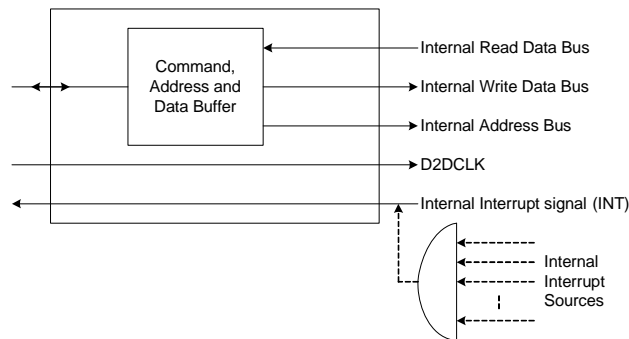 Command,
Address and
Data Buffer
Internal Read Data Bus
Internal Write Data Bus
Internal Address Bus
D2DCLK
Internal Interrupt signal (INT)
Internal
Interrupt
Sources